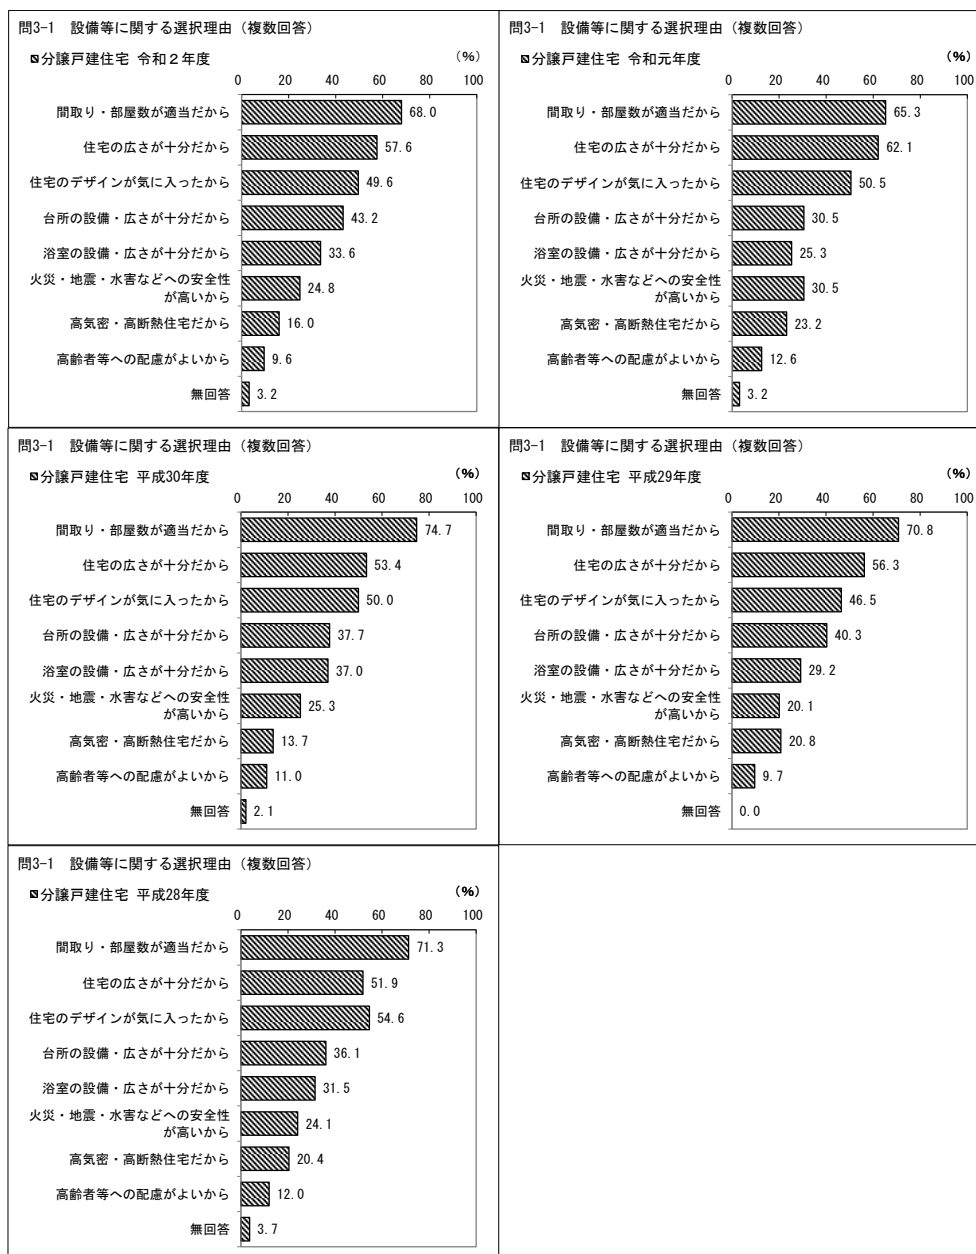 問3-1 設備等に関する選択理由（複数回答）
分譲戸建住宅 令和２年度
（%）
0 20 40 60 80 100
間取り・部屋数が適当だから 68.0
住宅の広さが十分だから 57.6
住宅のデザインが気に入ったから 49.6
台所の設備・広さが十分だから 43.2
浴室の設備・広さが十分だから 33.6
火災・地震・水害などへの安全性
が高いから 24.8
高気密・高断熱住宅だから 16.0
高齢者等への配慮がよいから 9.6
無回答 3.2
問3-1 設備等に関する選択理由（複数回答）
分譲戸建住宅 令和元年度
（%）
0 20 40 60 80 100
間取り・部屋数が適当だから 65.3
住宅の広さが十分だから 62.1
住宅のデザインが気に入ったから 50.5
台所の設備・広さが十分だから 30.5
浴室の設備・広さが十分だから 25.3
火災・地震・水害などへの安全性
が高いから 30.5
高気密・高断熱住宅だから 23.2
高齢者等への配慮がよいから 12.6
無回答 3.2
問3-1 設備等に関する選択理由（複数回答）
分譲戸建住宅 平成30年度
（%）
0 20 40 60 80 100
間取り・部屋数が適当だから 74.7
住宅の広さが十分だから 53.4
住宅のデザインが気に入ったから 50.0
台所の設備・広さが十分だから 37.7
浴室の設備・広さが十分だから 37.0
火災・地震・水害などへの安全性
が高いから 25.3
高気密・高断熱住宅だから 13.7
高齢者等への配慮がよいから 11.0
無回答 2.1
問3-1 設備等に関する選択理由（複数回答）
分譲戸建住宅 平成29年度
（%）
0 20 40 60 80 100
間取り・部屋数が適当だから 70.8
住宅の広さが十分だから 56.3
住宅のデザインが気に入ったから 46.5
台所の設備・広さが十分だから 40.3
浴室の設備・広さが十分だから 29.2
火災・地震・水害などへの安全性
が高いから 20.1
高気密・高断熱住宅だから 20.8
高齢者等への配慮がよいから 9.7
無回答 0.0
問3-1 設備等に関する選択理由（複数回答）
分譲戸建住宅 平成28年度
（%）
0 20 40 60 80 100
間取り・部屋数が適当だから 71.3
住宅の広さが十分だから 51.9
住宅のデザインが気に入ったから 54.6
台所の設備・広さが十分だから 36.1
浴室の設備・広さが十分だから 31.5
火災・地震・水害などへの安全性
が高いから 24.1
高気密・高断熱住宅だから 20.4
高齢者等への配慮がよいから 12.0
無回答 3.7